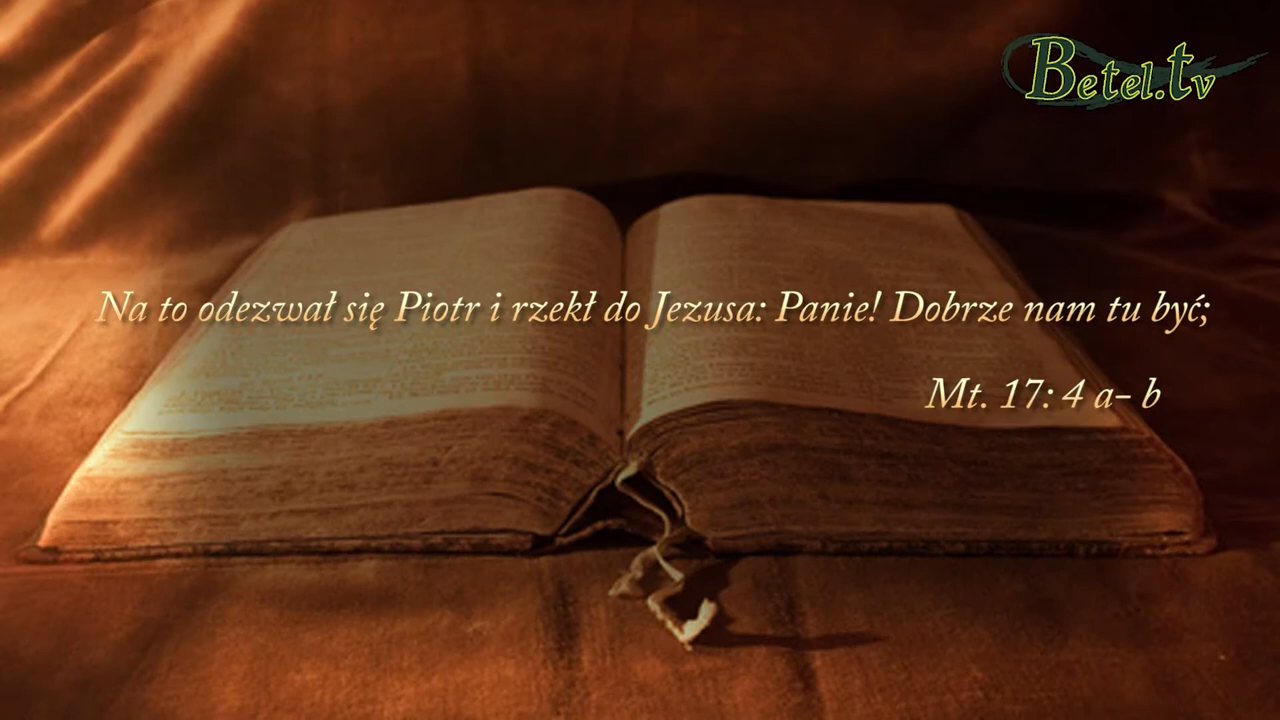 Betel.tv
Na to odezwał się Piotr i rzekł do Jezusa: Panie! Dobrze nam tu być;
Mt. 17: 4 a- b